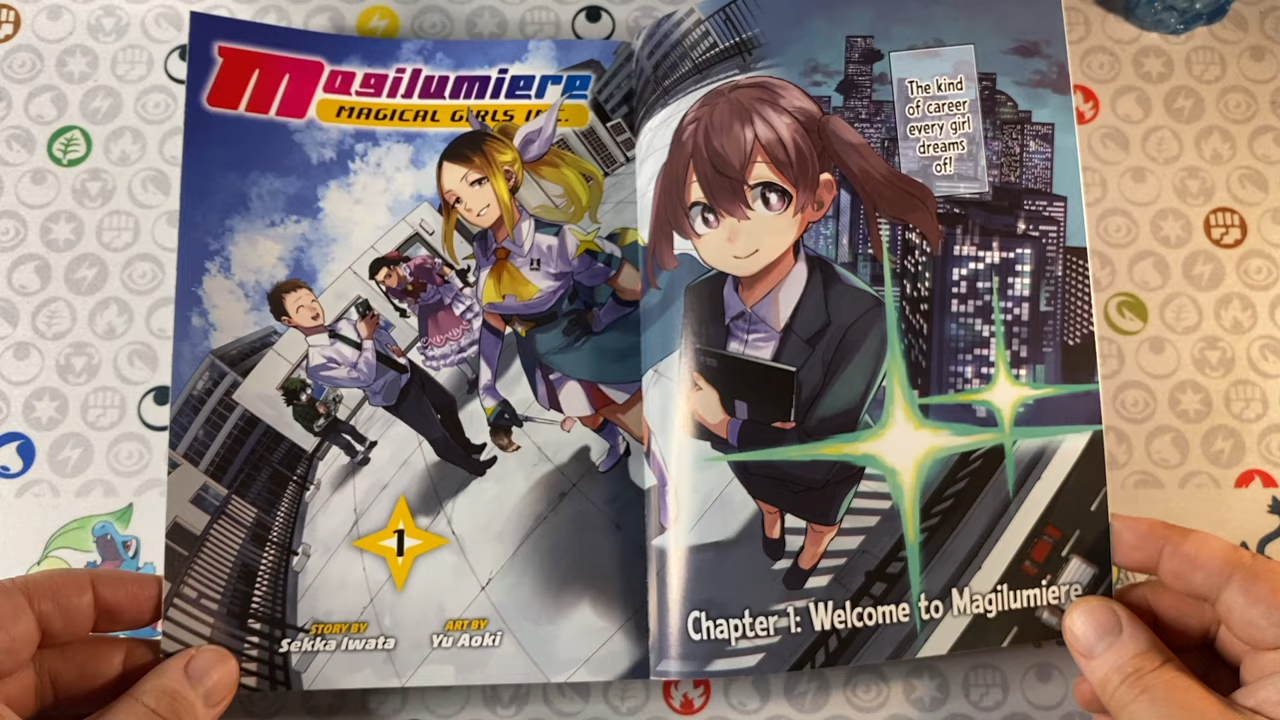 Magilumiere
MAGICAL GIRLS INC.
1
STORY BY
Sekka Iwata
ART BY
Yu Aoki
The kind
of career
every girl
dreams
of!
Chapter 1: Welcome to Magilumiere